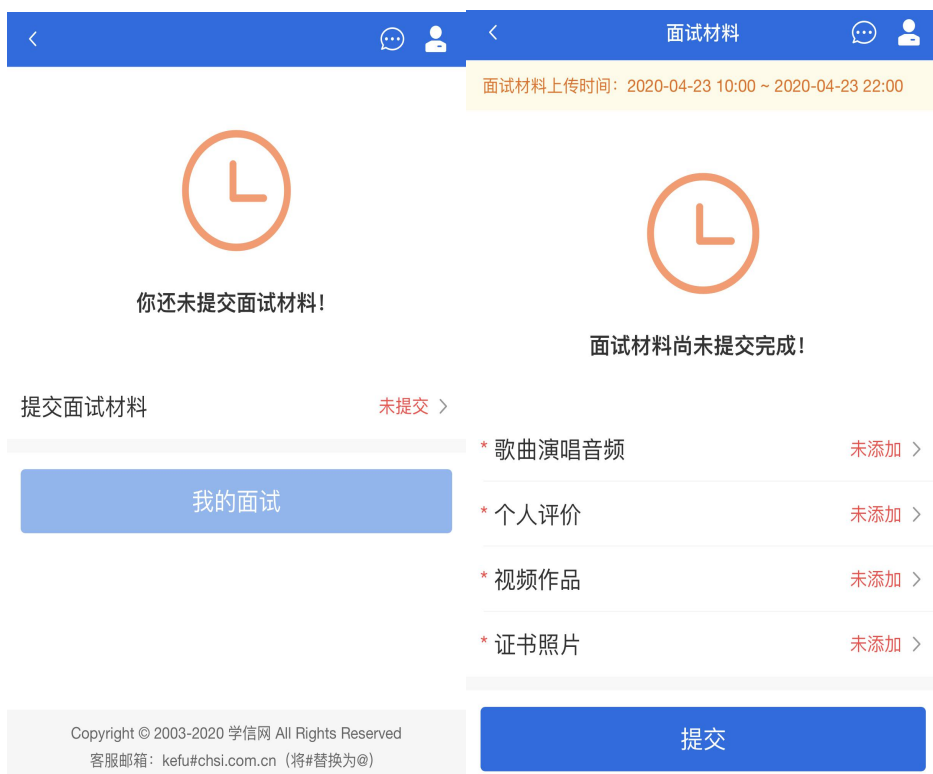 你还未提交面试材料！
提交面试材料 未提交
我的面试
Copyright © 2003-2020 学信网 All Rights Reserved
客服邮箱：kefu#chsi.com.cn（将#替换为@）
面试材料
面试材料上传时间：2020-04-23 10:00 ~ 2020-04-23 22:00
面试材料尚未提交完成！
* 歌曲演唱音频 未添加
* 个人评价 未添加
* 视频作品 未添加
* 证书照片 未添加
提交